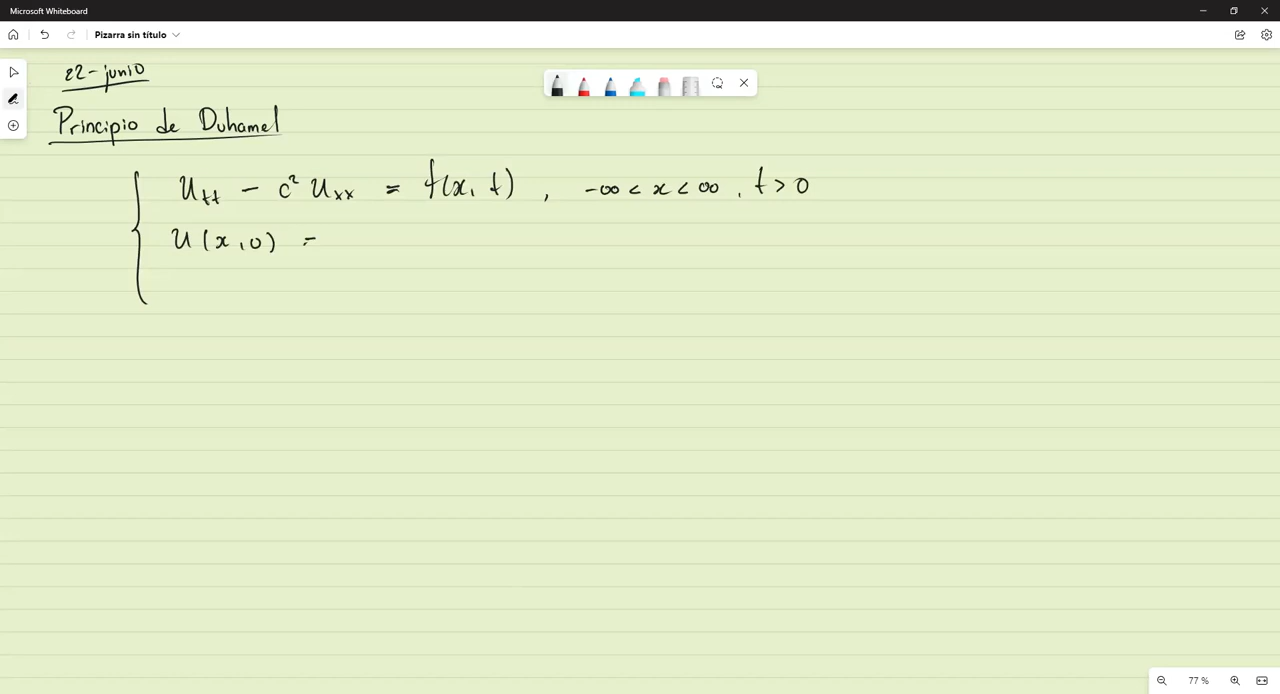 Microsoft Whiteboard
Pizarra sin título
22-junio
Principio de Duhamel
u_tt - c² u_xx = f(x, t) , -∞ < x < ∞ , t > 0
u(x,0) =
77 %